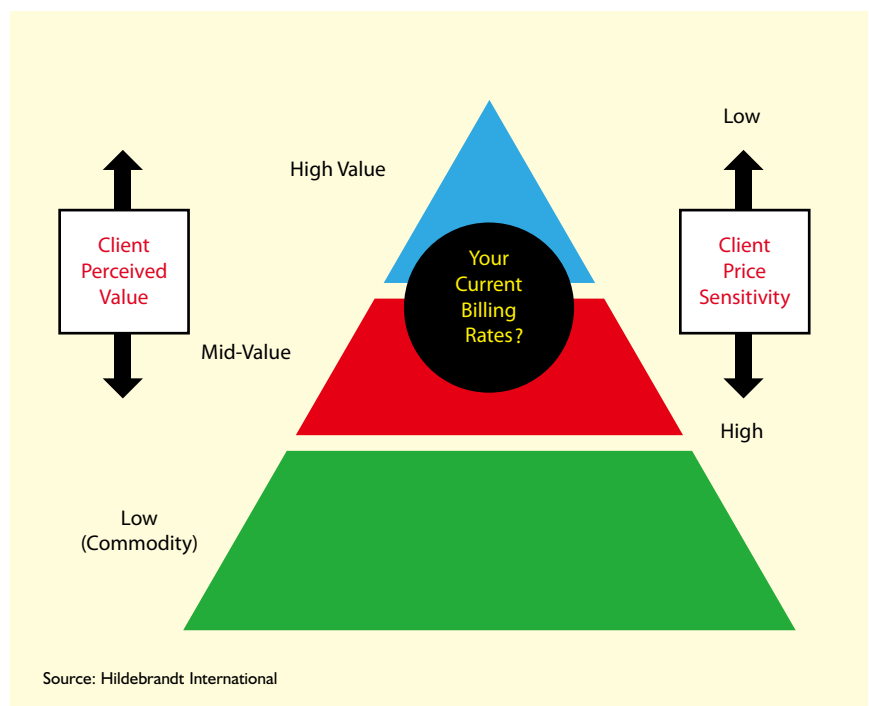 Low
High Value
Client
Perceived
Value
Your
Current
Billing
Rates?
Client
Price
Sensitivity
Mid-Value
High
Low
(Commodity)
Source: Hildebrandt International